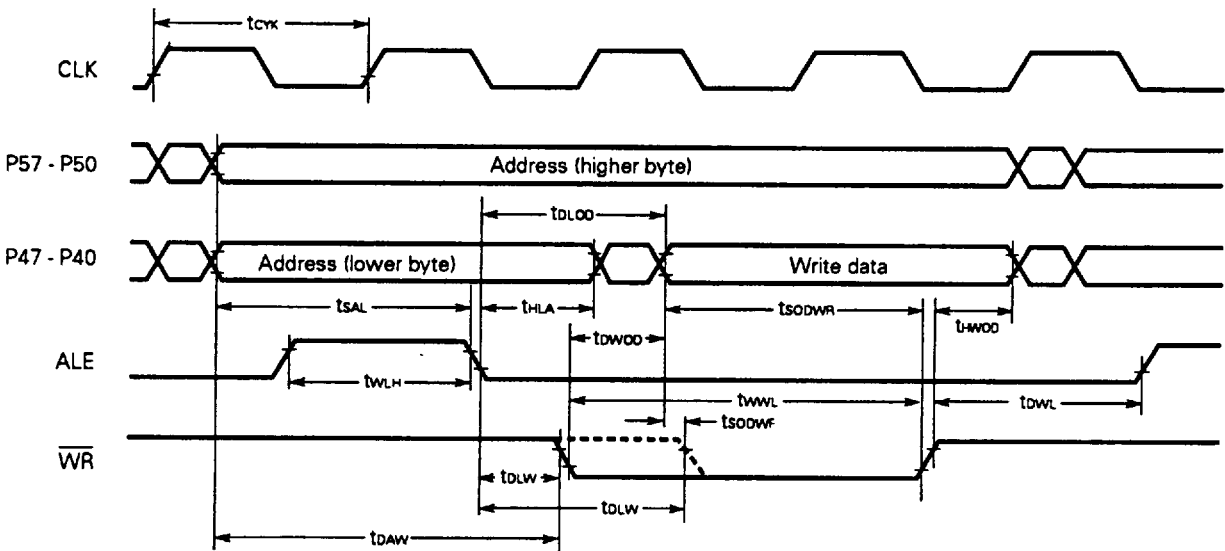 tCYK
CLK
P57 - P50
Address (higher byte)
tDLOD
P47 - P40
Address (lower byte)
Write data
tSAL
tHLA
tSODWR
tHWOD
tDWOD
ALE
tWLH
tWWL
tDWL
tSODWF
WR
tDLW
tDLW
tDAW